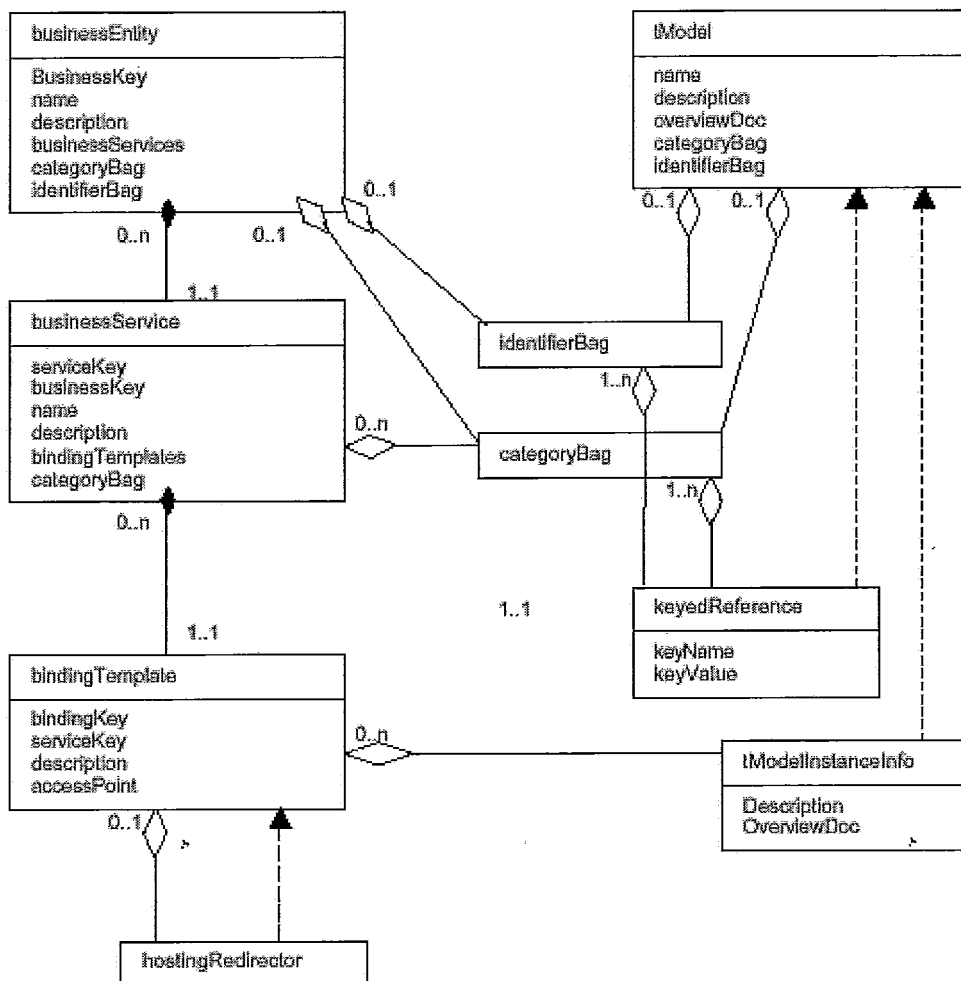 businessEntity
BusinessKey
name
description
businessServices
categoryBag
identifierBag
tModel
name
description
overviewDoc
categoryBag
identifierBag
0..n
0..1
0..1
0..1
0..1
1..1
businessService
serviceKey
businessKey
name
description
bindingTemplates
categoryBag
identifierBag
1..n
0..n
categoryBag
1..n
0..n
1..1
1..1
keyedReference
keyName
keyValue
bindingTemplate
bindingKey
serviceKey
description
accessPoint
0..n
tModelInstanceInfo
Description
OverviewDoc
0..1
hostingRedirector